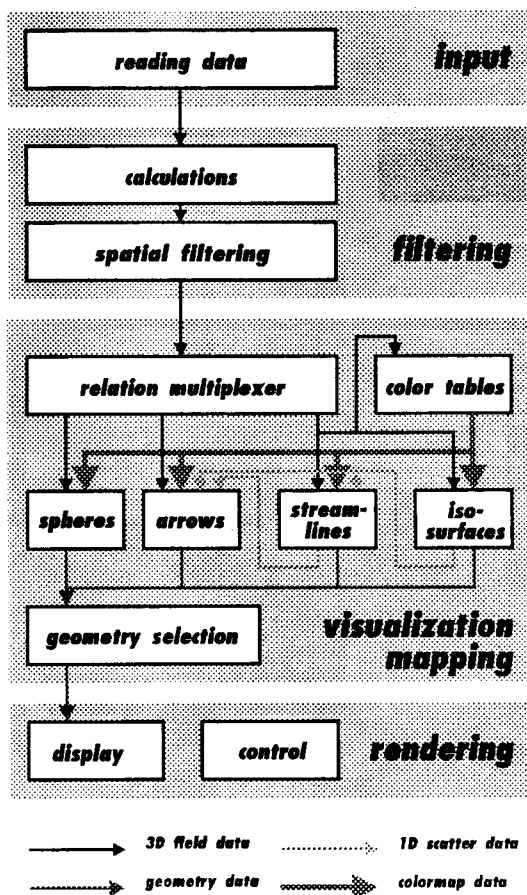 reading data
input
calculations
spatial filtering
filtering
relation multiplexer
color tables
spheres
arrows
stream-
lines
iso-
surfaces
geometry selection
visualization
mapping
display
control
rendering
3D field data
1D scatter data
geometry data
colormap data